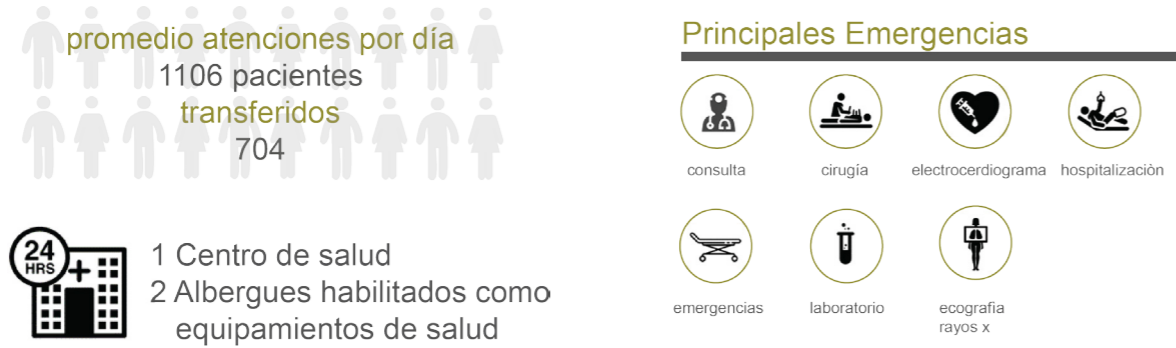 promedio atenciones por día
1106 pacientes
transferidos
704
24
HRS
1 Centro de salud
2 Albergues habilitados como
equipamientos de salud
Principales Emergencias
consulta
cirugía
electrocerdiograma
hospitalizaciòn
emergencias
laboratorio
ecografia
rayos x